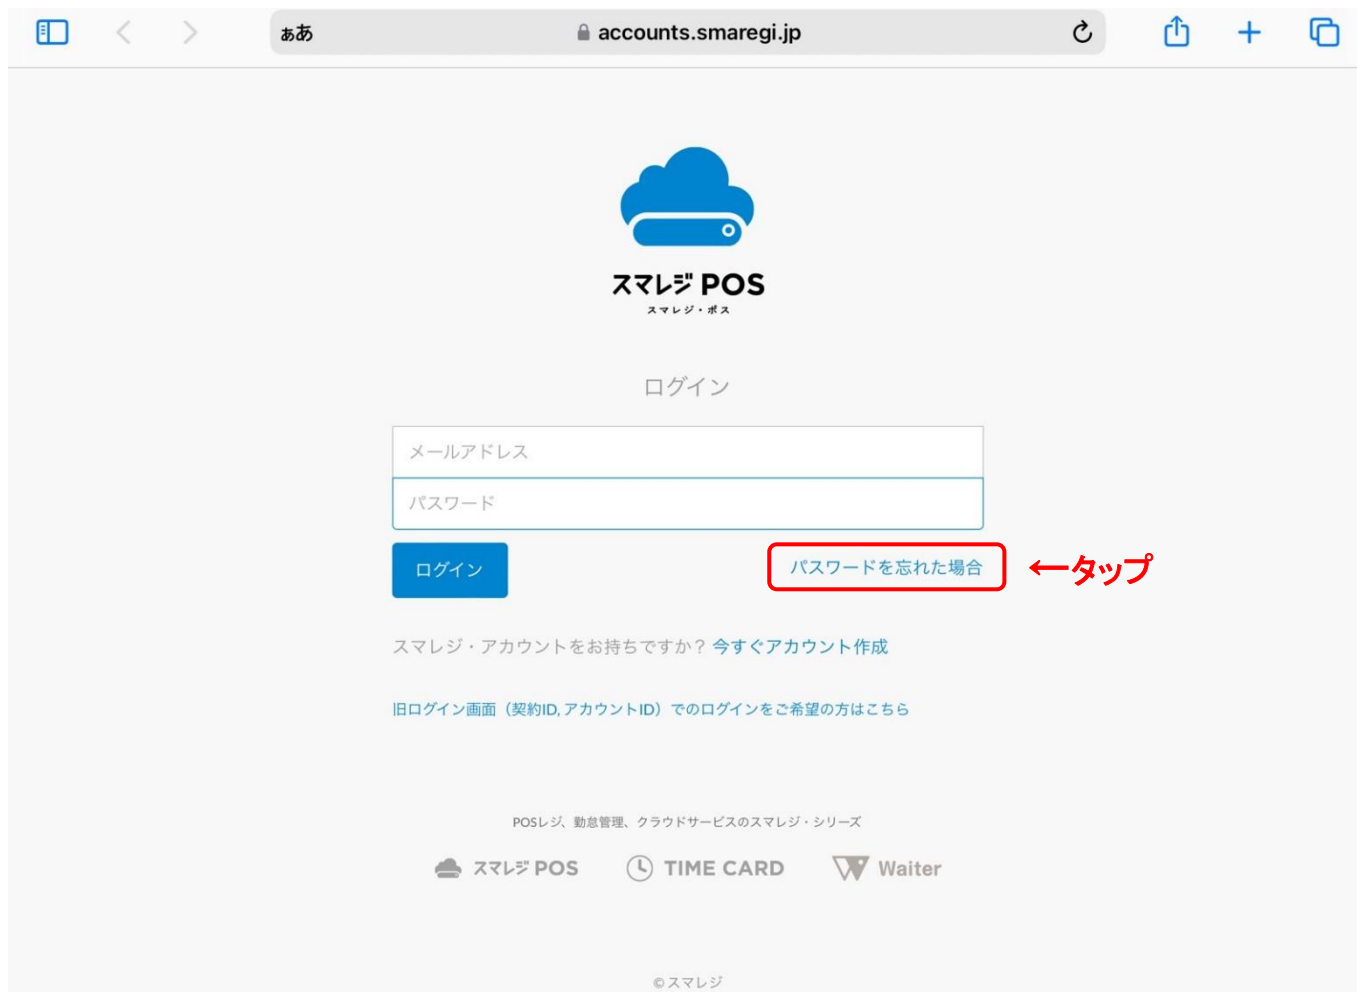 ぁあ
accounts.smaregi.jp
スマレジ POS
スマレジ・ポス
ログイン
メールアドレス
パスワード
ログイン
パスワードを忘れた場合
←タップ
スマレジ・アカウントをお持ちですか？今すぐアカウント作成
旧ログイン画面（契約ID, アカウントID）でのログインをご希望の方はこちら
POSレジ、勤怠管理、クラウドサービスのスマレジ・シリーズ
スマレジ POS TIME CARD Waiter
©スマレジ